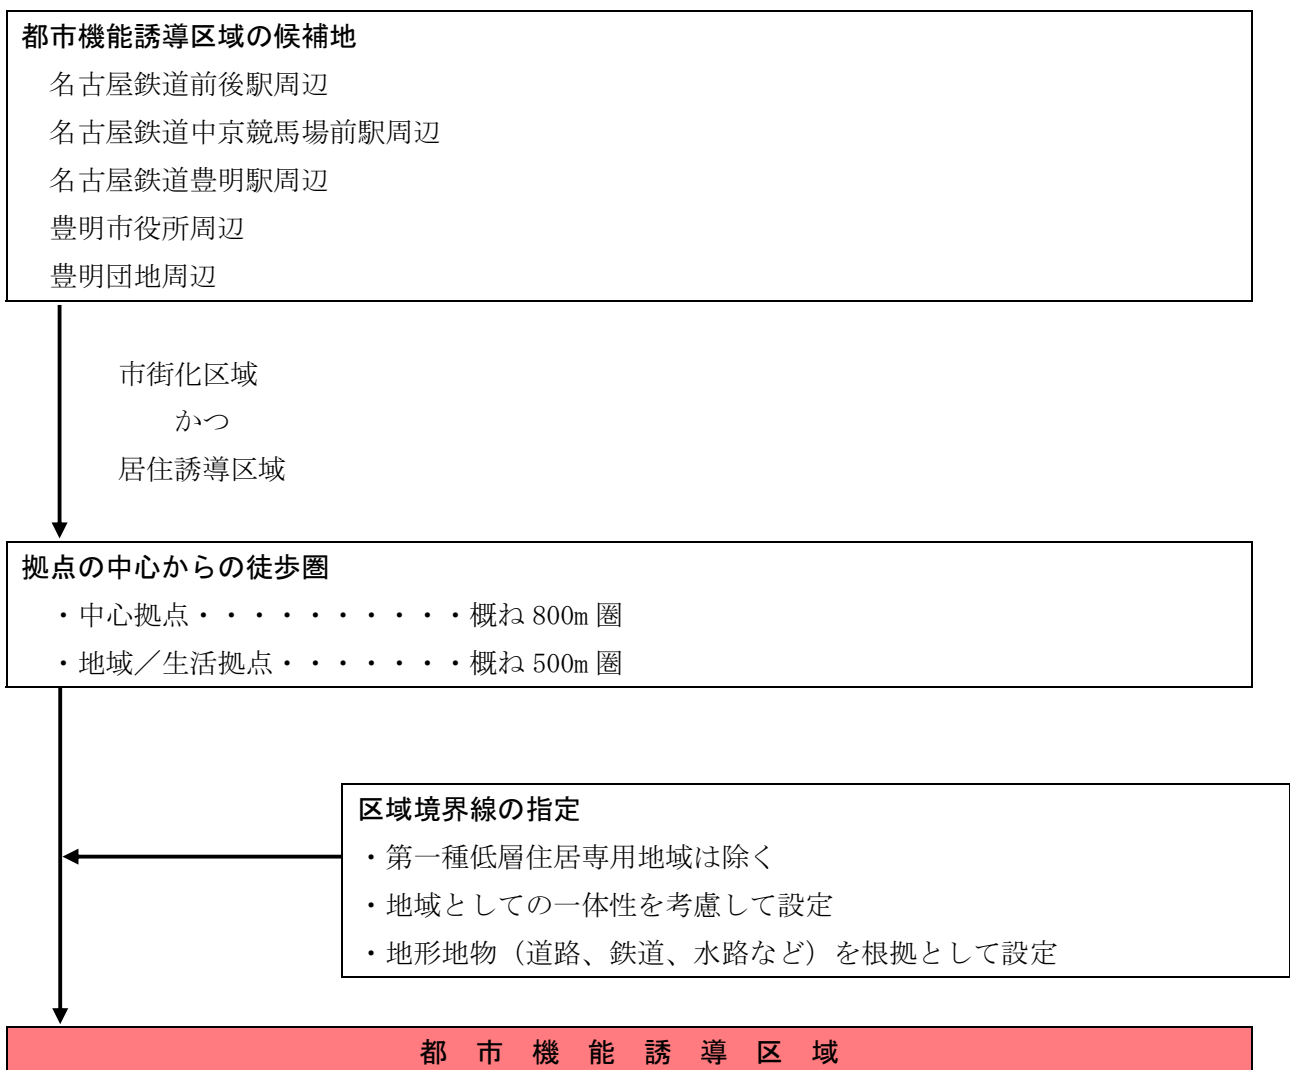 都市機能誘導区域の候補地
名古屋鉄道前後駅周辺
名古屋鉄道中京競馬場前駅周辺
名古屋鉄道豊明駅周辺
豊明市役所周辺
豊明団地周辺
市街化区域
かつ
居住誘導区域
拠点の中心からの徒歩圏
・中心拠点・・・・・・・・・・概ね 800m 圏
・地域／生活拠点・・・・・・・概ね 500m 圏
区域境界線の指定
・第一種低層住居専用地域は除く
・地域としての一体性を考慮して設定
・地形地物（道路、鉄道、水路など）を根拠として設定
都 市 機 能 誘 導 区 域